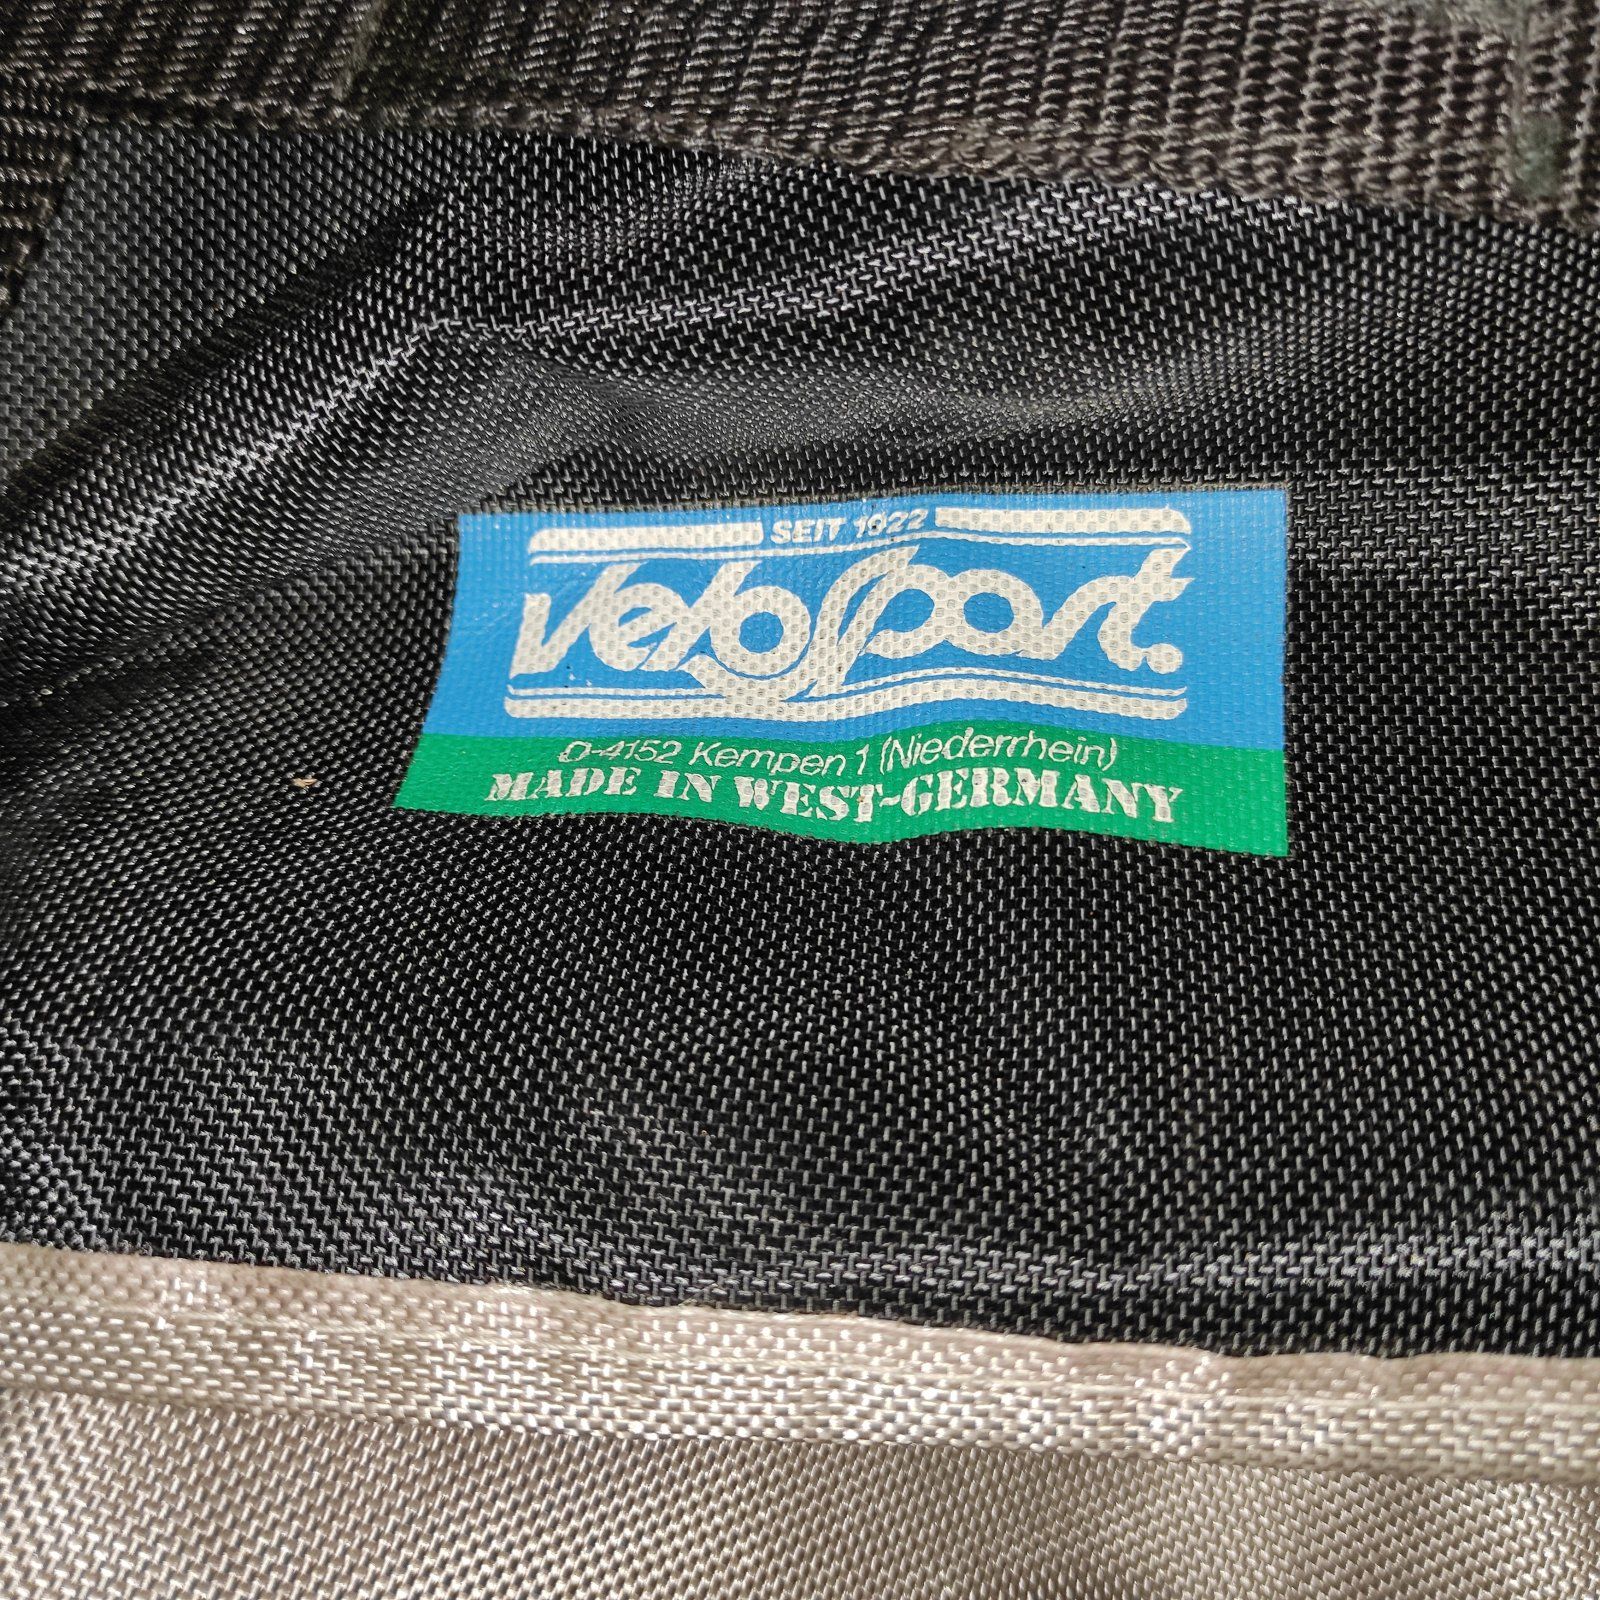 SEIT 1922
VeloSport.
D-4152 Kempen 1 (Niederrhein)
MADE IN WEST-GERMANY